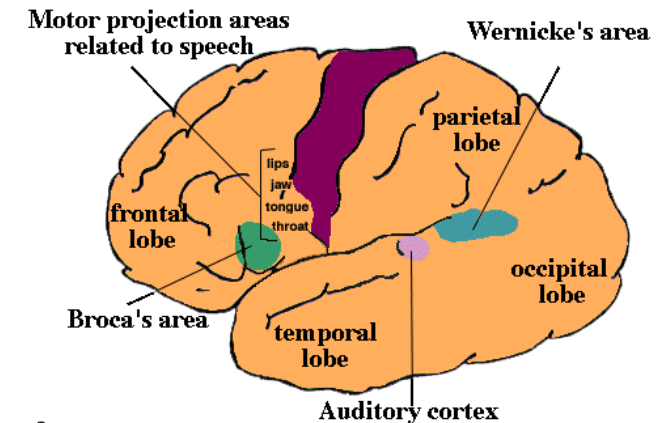 Motor projection areas
related to speech
Wernicke's area
parietal
lobe
lips
jaw
tongue
throat
frontal
lobe
occipital
lobe
Broca's area
temporal
lobe
Auditory cortex